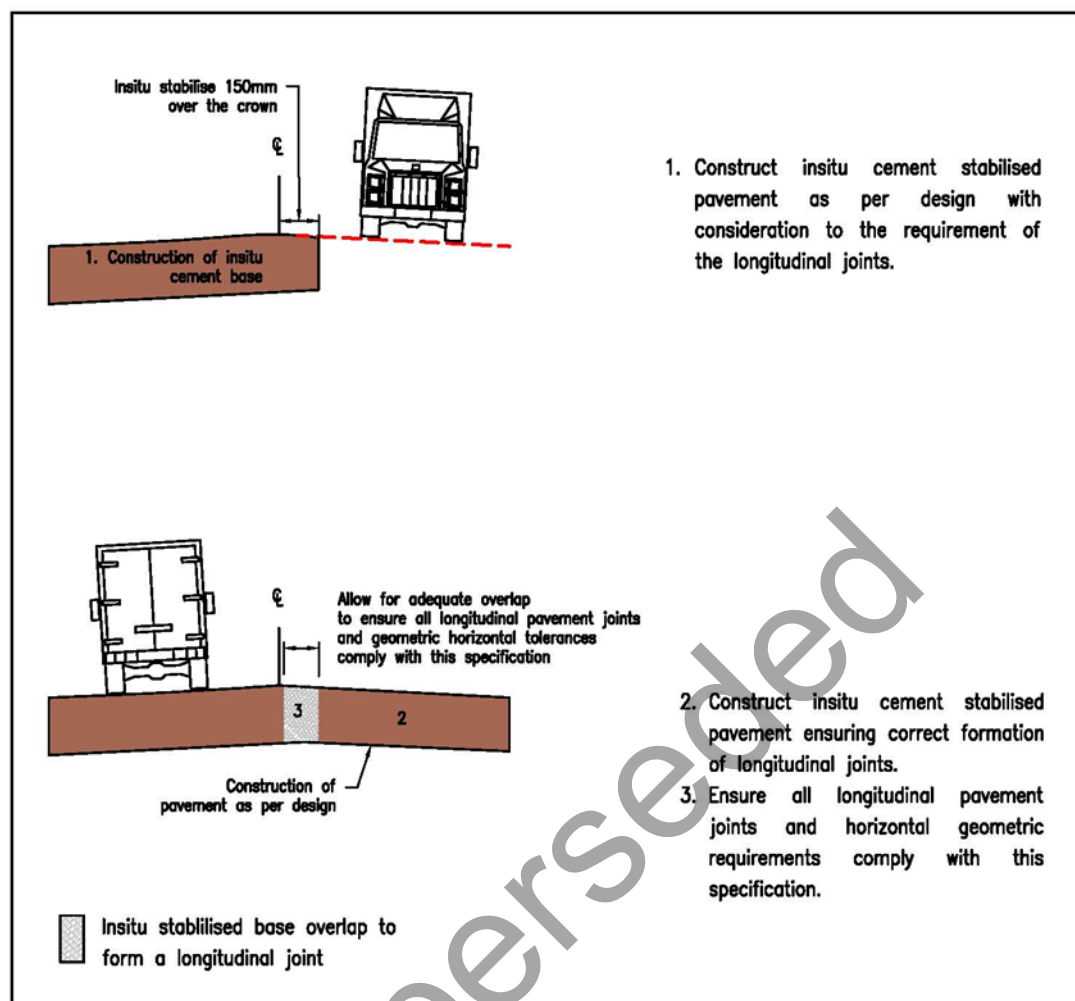 Insitu stabilise 150mm
over the crown
℄
1. Construction of insitu
cement base
1. Construct insitu cement stabilised
pavement as per design with
consideration to the requirement of
the longitudinal joints.
℄
Allow for adequate overlap
to ensure all longitudinal pavement joints
and geometric horizontal tolerances
comply with this specification
3
2
Construction of
pavement as per design
2. Construct insitu cement stabilised
pavement ensuring correct formation
of longitudinal joints.
3. Ensure all longitudinal pavement
joints and horizontal geometric
requirements comply with this
specification.
Insitu stablilised base overlap to
form a longitudinal joint
perseded